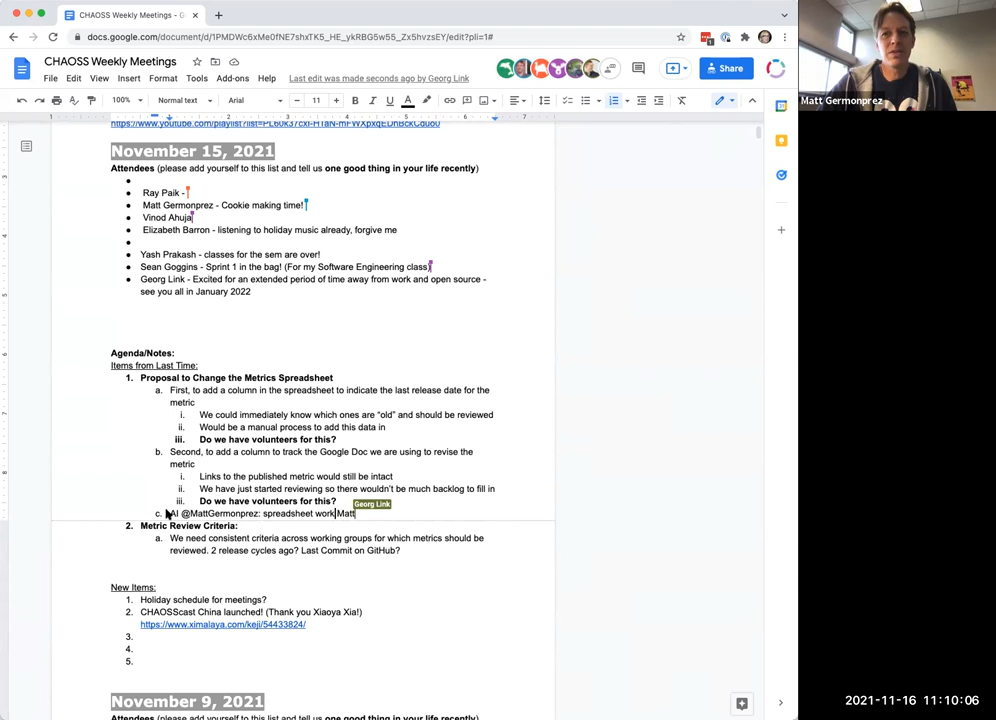 CHAOSS Weekly Meetings - G
docs.google.com/document/d/1PMDWc6xMe0fNE7shxTK5_HE_ykRBG5w55_Zx5hvzsEY/edit?pli=1#
CHAOSS Weekly Meetings
File Edit View Insert Format Tools Add-ons Help Last edit was made seconds ago by Georg Link
Share
100% Normal text Arial 11
1 1 2 3 4 5 6 7
November 15, 2021
Attendees (please add yourself to this list and tell us one good thing in your life recently)
Ray Paik -
Matt Germonprez - Cookie making time!
Vinod Ahuja
Elizabeth Barron - listening to holiday music already, forgive me
Yash Prakash - classes for the sem are over!
Sean Goggins - Sprint 1 in the bag! (For my Software Engineering class)
Georg Link - Excited for an extended period of time away from work and open source -
see you all in January 2022
Agenda/Notes:
Items from Last Time:
1. Proposal to Change the Metrics Spreadsheet
a. First, to add a column in the spreadsheet to indicate the last release date for the
metric
i. We could immediately know which ones are "old" and should be reviewed
ii. Would be a manual process to add this data in
iii. Do we have volunteers for this?
b. Second, to add a column to track the Google Doc we are using to revise the
metric
i. Links to the published metric would still be intact
ii. We have just started reviewing so there wouldn't be much backlog to fill in
iii. Do we have volunteers for this?
Georg Link
c. AI @MattGermonprez: spreadsheet work Matt
2. Metric Review Criteria:
a. We need consistent criteria across working groups for which metrics should be
reviewed. 2 release cycles ago? Last Commit on GitHub?
New Items:
1. Holiday schedule for meetings?
2. CHAOSScast China launched! (Thank you Xiaoya Xia!)
https://www.ximalaya.com/keji/54433824/
3.
4.
5.
November 9, 2021
Attendees (please add yourself to this list and tell us one good thing in your life recently)
Matt Germonprez
2021-11-16 11:10:06